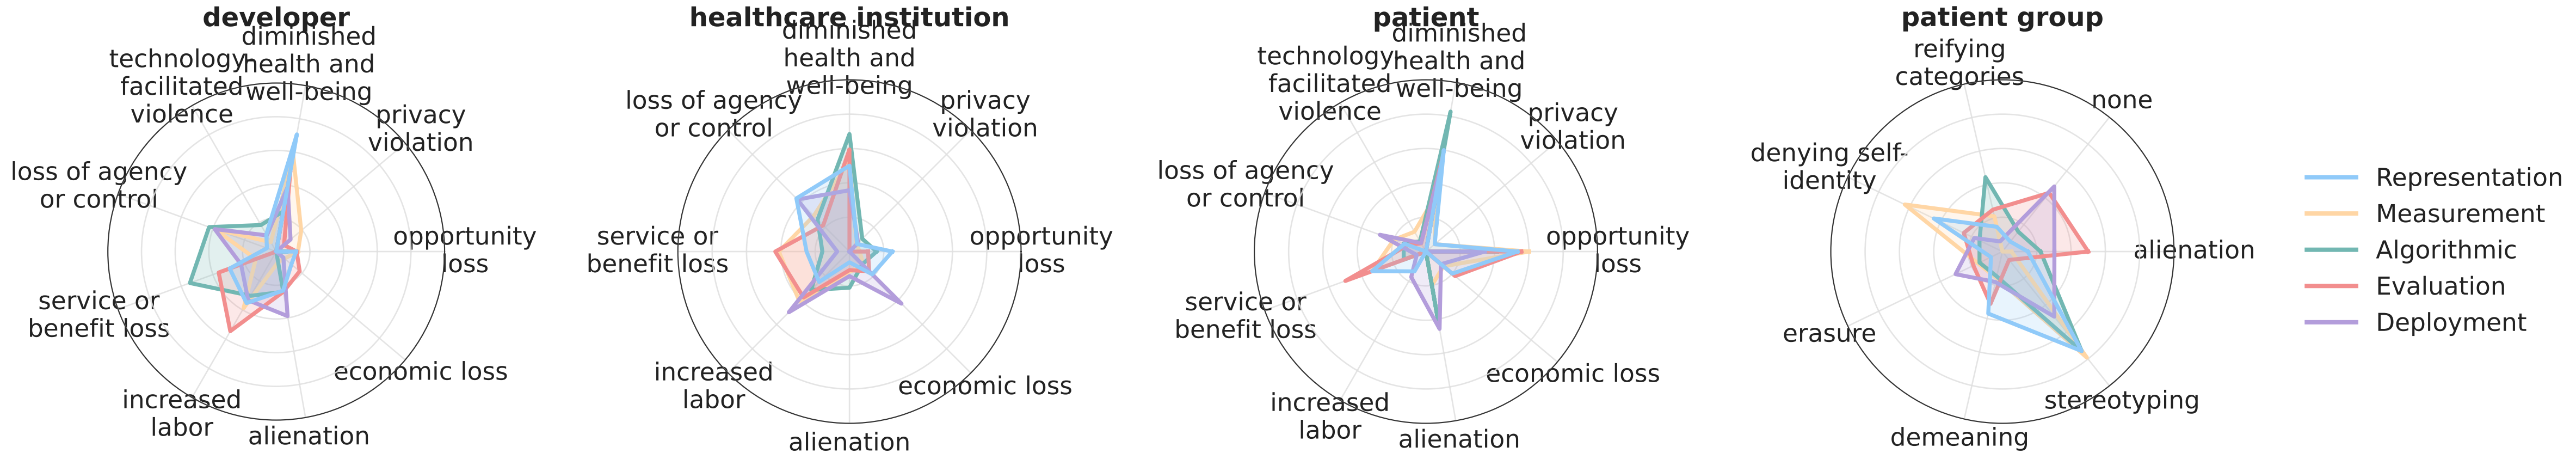 developer
diminished
health and
well-being
technology-
facilitated
violence
privacy
violation
loss of agency
or control
opportunity
loss
service or
benefit loss
economic loss
increased
labor
alienation
healthcare institution
diminished
health and
well-being
loss of agency
or control
privacy
violation
service or
benefit loss
opportunity
loss
increased
labor
economic loss
alienation
patient
diminished
health and
well-being
technology-
facilitated
violence
privacy
violation
loss of agency
or control
opportunity
loss
service or
benefit loss
economic loss
increased
labor
alienation
patient group
reifying
categories
none
denying self-
identity
alienation
erasure
stereotyping
demeaning
Representation
Measurement
Algorithmic
Evaluation
Deployment